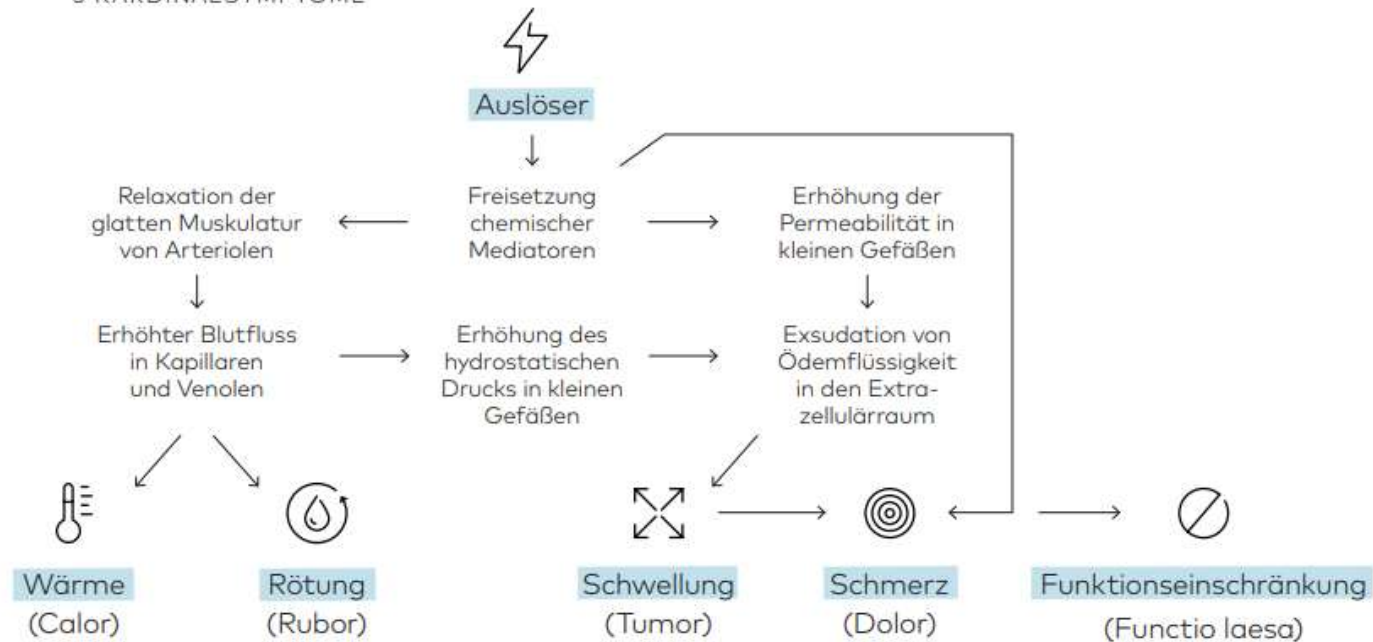 5 KARDINALSYMPTOME
Auslöser
Relaxation der
glatten Muskulatur
von Arteriolen
Freisetzung
chemischer
Mediatoren
Erhöhung der
Permeabilität in
kleinen Gefäßen
Erhöhter Blutfluss
in Kapillaren
und Venolen
Erhöhung des
hydrostatischen
Drucks in kleinen
Gefäßen
Exsudation von
Ödemflüssigkeit
in den Extra-
zellulärraum
Wärme
(Calor)
Rötung
(Rubor)
Schwellung
(Tumor)
Schmerz
(Dolor)
Funktionseinschränkung
(Functio laesa)